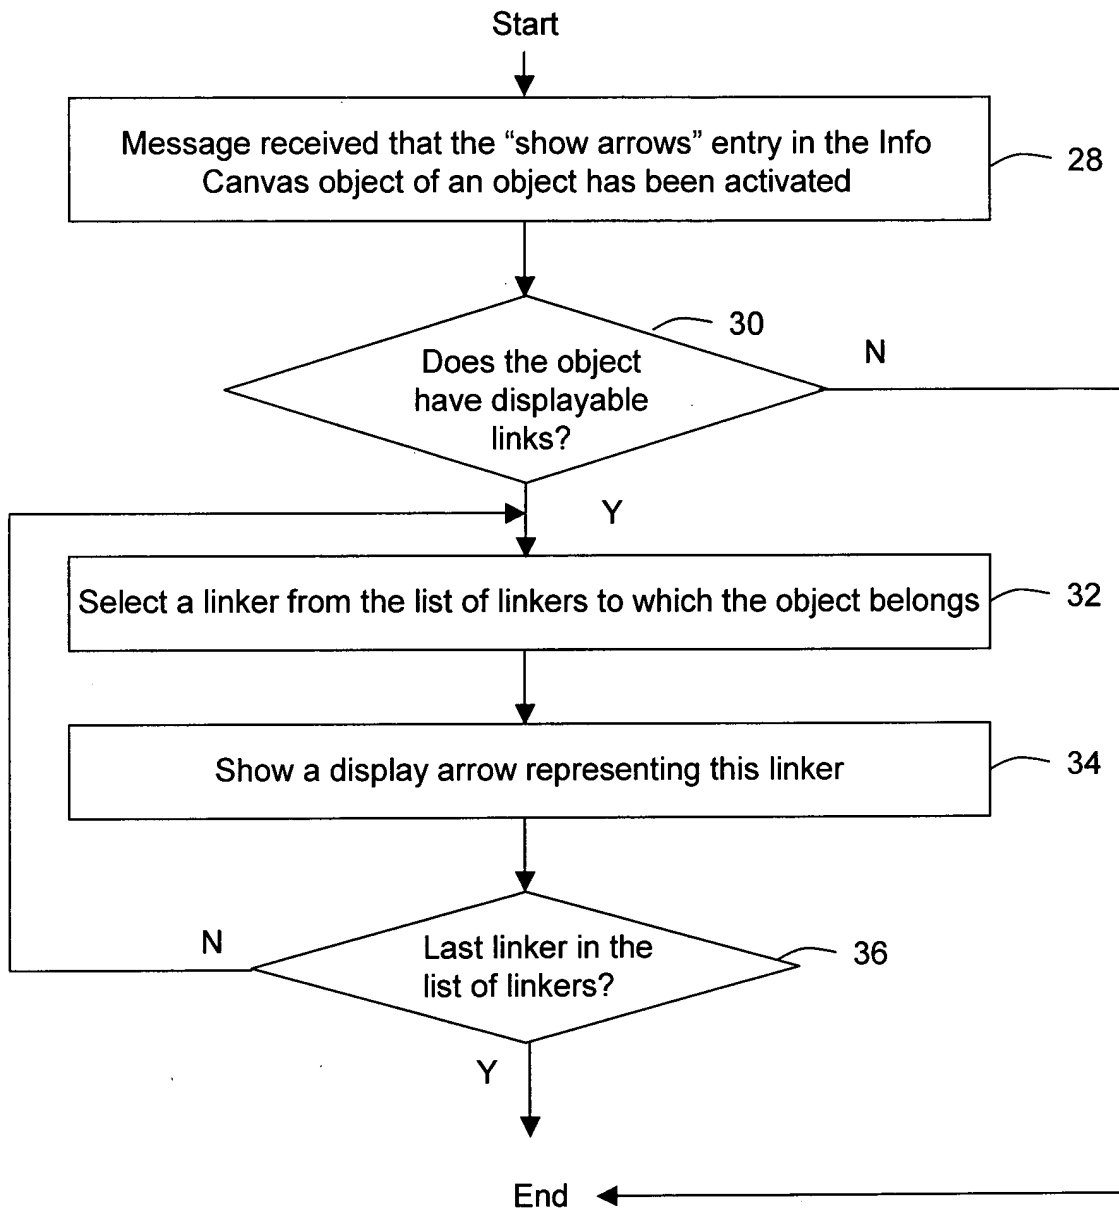 Start
Message received that the “show arrows” entry in the Info
Canvas object of an object has been activated
28
30
N
Does the object
have displayable
links?
Y
Select a linker from the list of linkers to which the object belongs
32
Show a display arrow representing this linker
34
N
Last linker in the
list of linkers?
36
Y
End